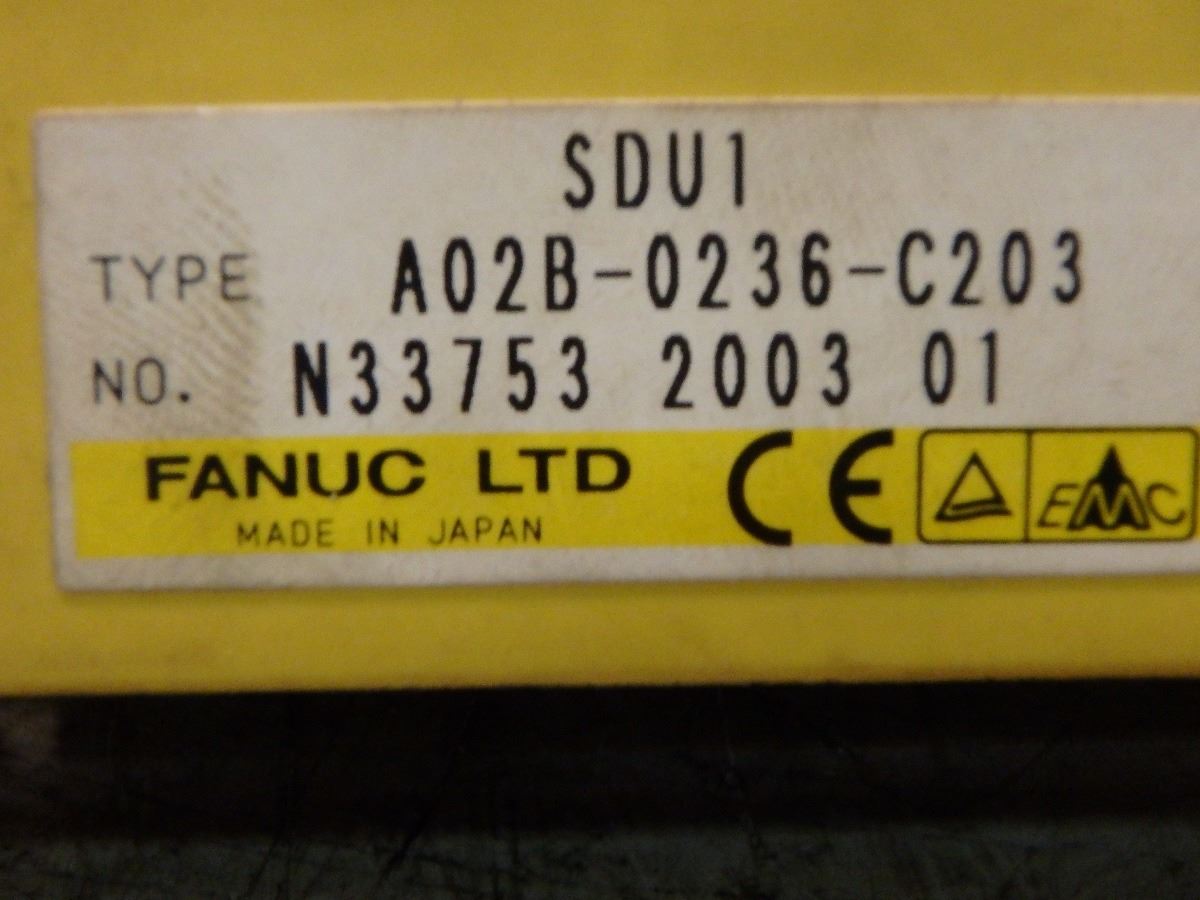 SDU1
TYPE A02B-0236-C203
NO. N33753 2003 01
FANUC LTD CE EMC
MADE IN JAPAN